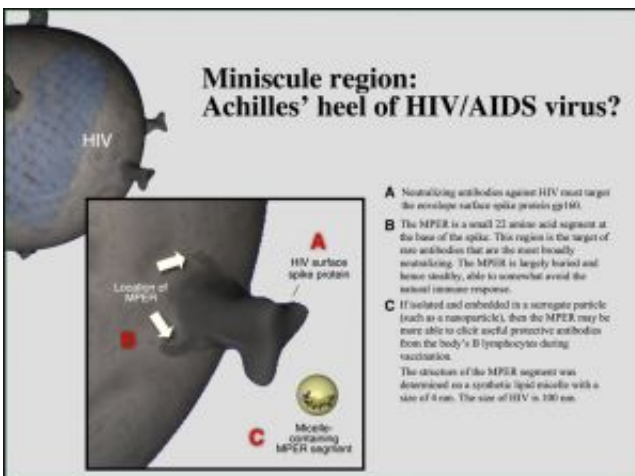 Miniscule region:
Achilles' heel of HIV/AIDS virus?
HIV
A Neutralizing antibodies against HIV must target
the envelope surface spike protein gp160.
B The MPER is a small 22 amino acid segment at
the base of the spike. This region is the target of
rare antibodies that are the most broadly
neutralizing. The MPER is largely buried and
hence stealthy, able to somewhat avoid the
natural immune response.
C If isolated and embedded in a surrogate particle
(such as a nanoparticle), then the MPER may be
more able to elicit useful protective antibodies
from the body's B lymphocytes during
vaccination.
The structure of the MPER segment was
determined on a synthetic lipid micelle with a
size of 4 nm. The size of HIV is 100 nm.
A
HIV surface
spike protein
Location of
MPER
B
C
Micelle-
containing
MPER segment